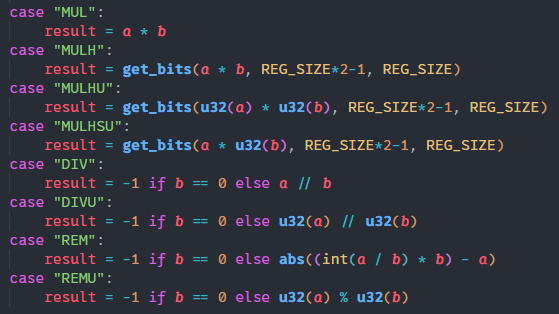 case "MUL":
    result = a * b
case "MULH":
    result = get_bits(a * b, REG_SIZE*2-1, REG_SIZE)
case "MULHU":
    result = get_bits(u32(a) * u32(b), REG_SIZE*2-1, REG_SIZE)
case "MULHSU":
    result = get_bits(a * u32(b), REG_SIZE*2-1, REG_SIZE)
case "DIV":
    result = -1 if b == 0 else a // b
case "DIVU":
    result = -1 if b == 0 else u32(a) // u32(b)
case "REM":
    result = -1 if b == 0 else abs((int(a / b) * b) - a)
case "REMU":
    result = -1 if b == 0 else u32(a) % u32(b)